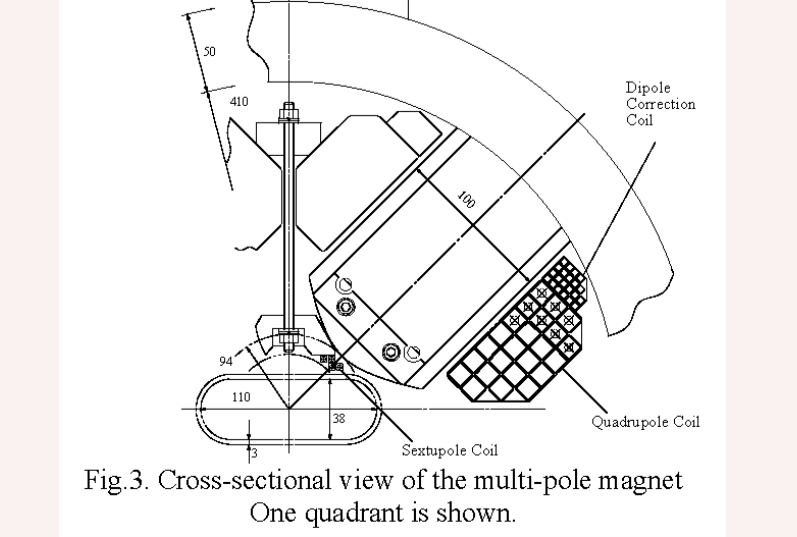 50
410
Dipole
Correction
Coil
100
94
110
38
3
Quadrupole Coil
Sextupole Coil
Fig.3. Cross-sectional view of the multi-pole magnet
One quadrant is shown.